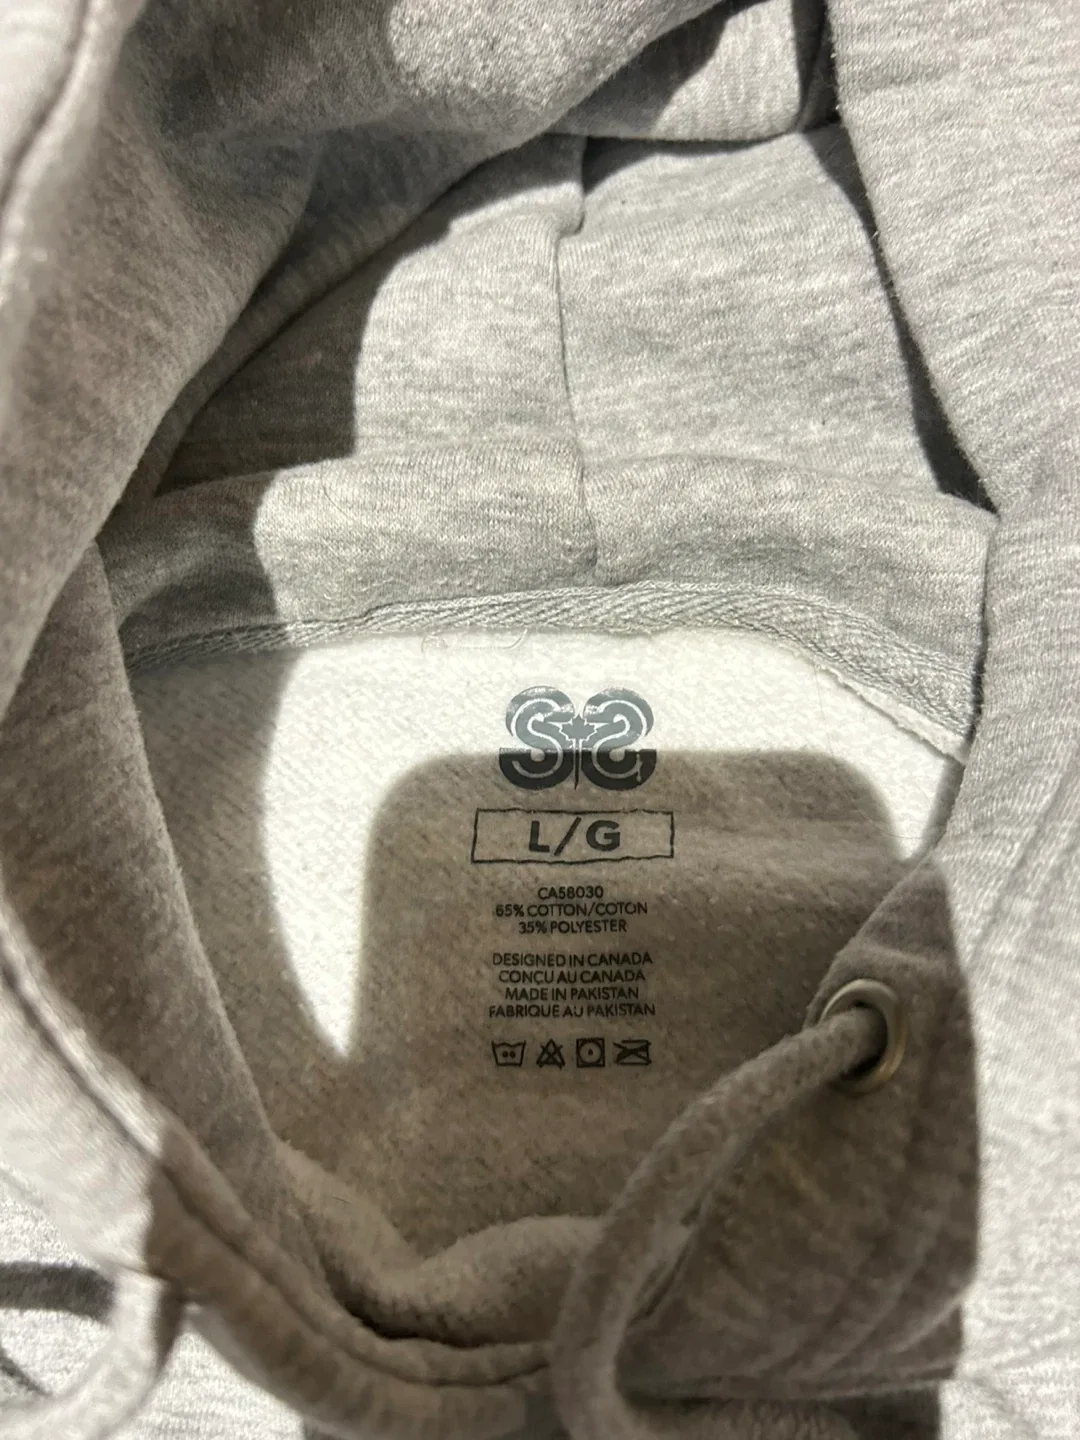 L/G
CA58030
65% COTTON/COTON
35% POLYESTER
DESIGNED IN CANADA
CONÇU AU CANADA
MADE IN PAKISTAN
FABRIQUE AU PAKISTAN